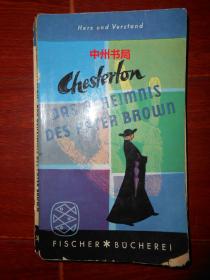 Herz und Verstand
中州书局
Chesterton
DAS GEHEIMNIS
DES PATER BROWN
FISCHER * BÜCHEREI